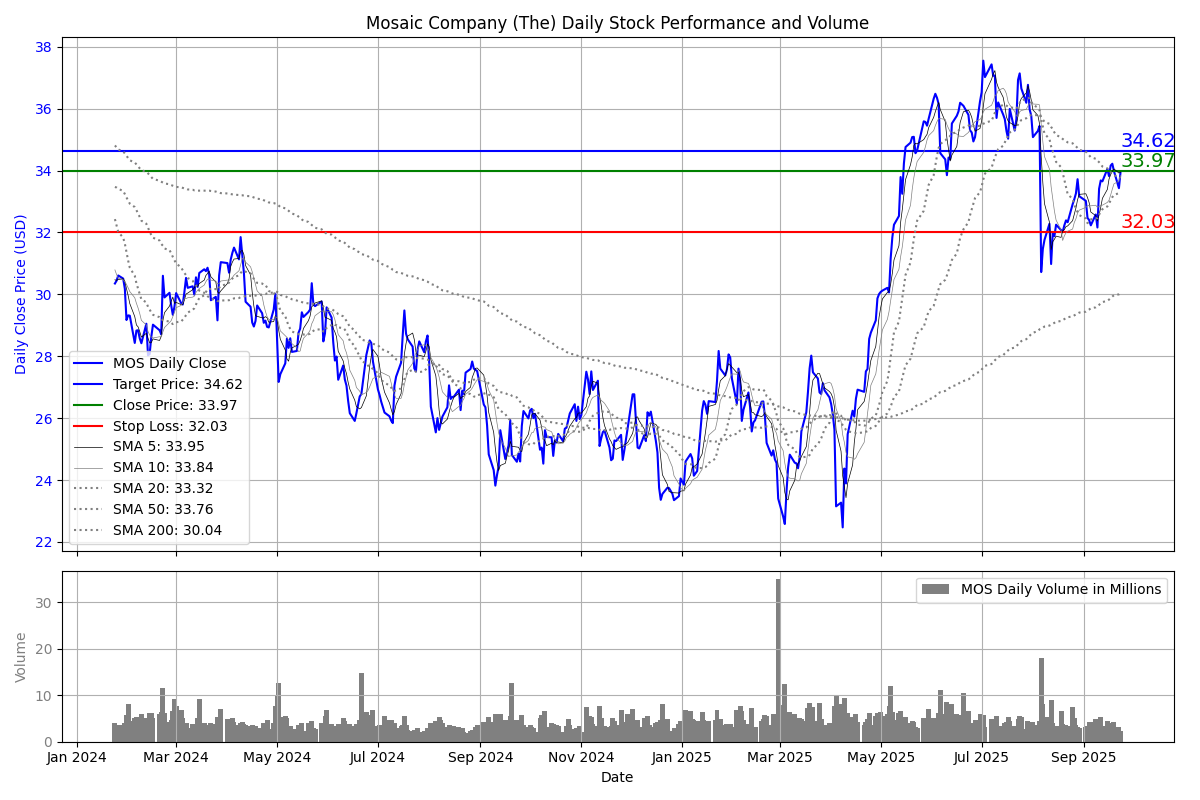 Mosaic Company (The) Daily Stock Performance and Volume
Daily Close Price (USD)
38
36
34
32
30
28
26
24
22
34.62
33.97
32.03
MOS Daily Close
Target Price: 34.62
Close Price: 33.97
Stop Loss: 32.03
SMA 5: 33.95
SMA 10: 33.84
SMA 20: 33.32
SMA 50: 33.76
SMA 200: 30.04
Volume
30
20
10
0
MOS Daily Volume in Millions
Jan 2024 Mar 2024 May 2024 Jul 2024 Sep 2024 Nov 2024 Jan 2025 Mar 2025 May 2025 Jul 2025 Sep 2025
Date